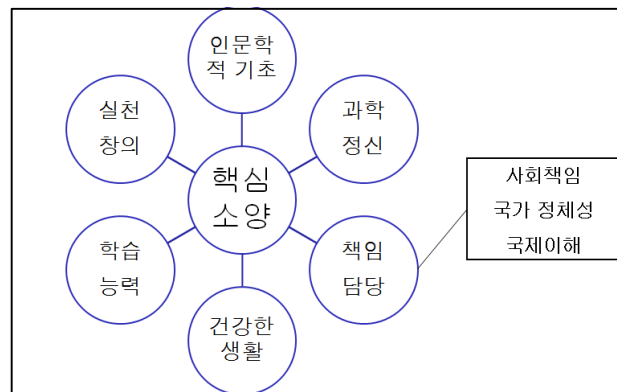 인문학
적 기초
실천
창의
과학
정신
핵심
소양
학습
능력
책임
담당
건강한
생활
사회책임
국가 정체성
국제이해